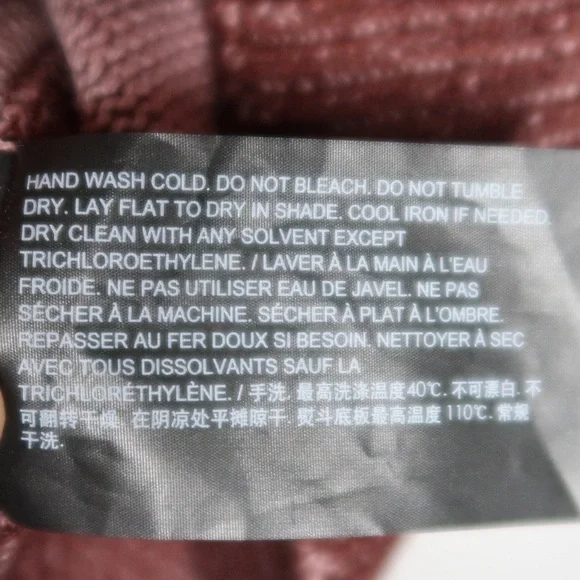 HAND WASH COLD. DO NOT BLEACH. DO NOT TUMBLE
DRY. LAY FLAT TO DRY IN SHADE. COOL IRON IF NEEDED.
DRY CLEAN WITH ANY SOLVENT EXCEPT
TRICHLOROETHYLENE. / LAVER À LA MAIN À L'EAU
FROIDE. NE PAS UTILISER EAU DE JAVEL. NE PAS
SÉCHER À LA MACHINE. SÉCHER À PLAT À L'OMBRE.
REPASSER AU FER DOUX SI BESOIN. NETTOYER À SEC
AVEC TOUS DISSOLVANTS SAUF LA
TRICHLORÉTHYLÈNE. / 手洗. 最高洗涤温度40℃. 不可漂白. 不
可翻转干燥. 在阴凉处平摊晾干. 熨斗底板最高温度 110℃. 常规
干洗.